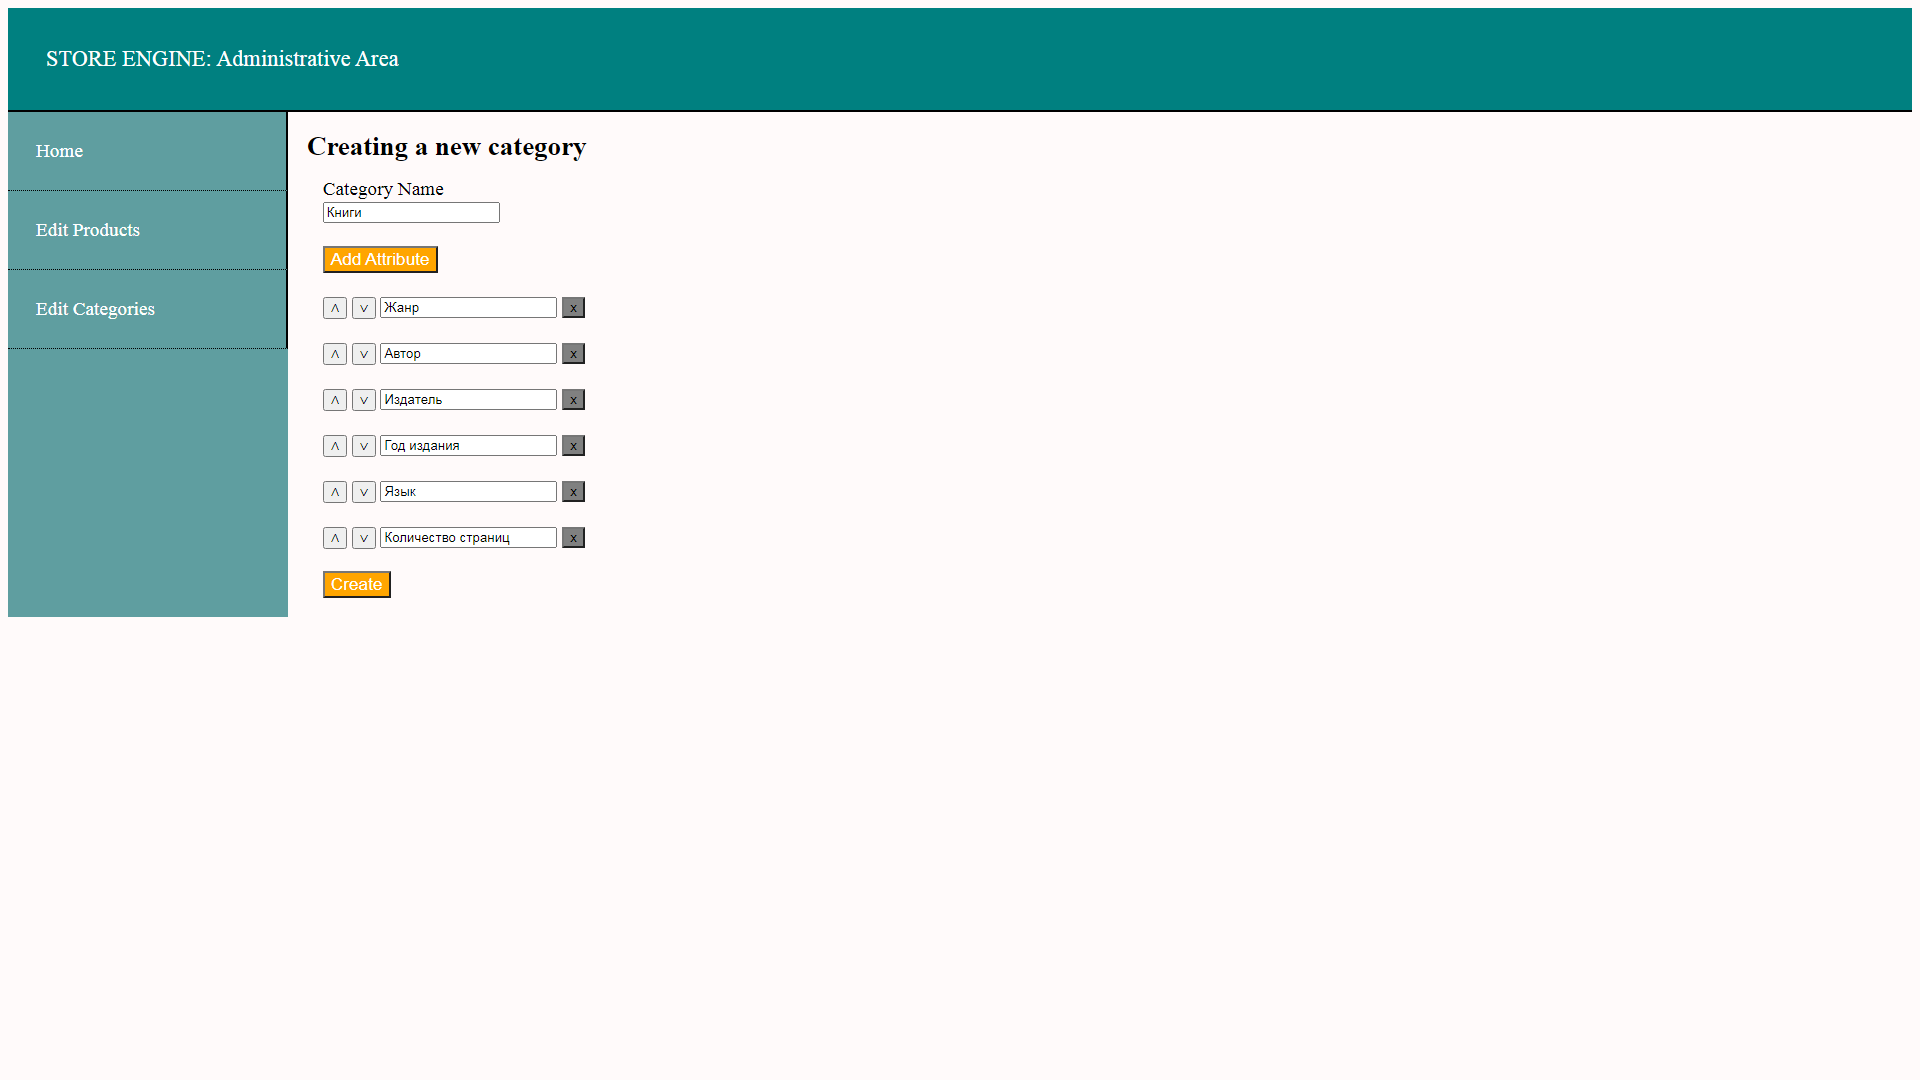 STORE ENGINE: Administrative Area
Home
Edit Products
Edit Categories
Creating a new category
Category Name
Книги
Add Attribute
˄ ˅ Жанр x
˄ ˅ Автор x
˄ ˅ Издатель x
˄ ˅ Год издания x
˄ ˅ Язык x
˄ ˅ Количество страниц x
Create